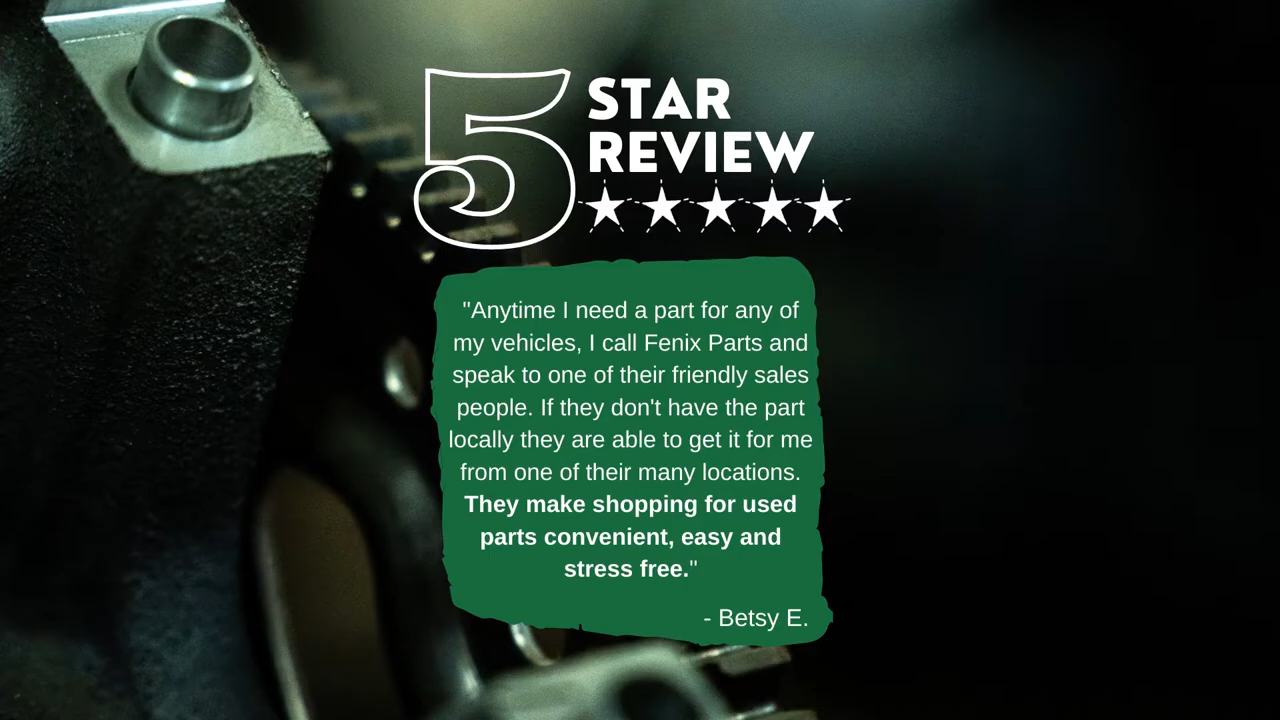 5 STAR
REVIEW
"Anytime I need a part for any of
my vehicles, I call Fenix Parts and
speak to one of their friendly sales
people. If they don't have the part
locally they are able to get it for me
from one of their many locations.
They make shopping for used
parts convenient, easy and
stress free."
- Betsy E.